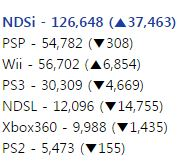 NDSi - 126,648 (▲37,463)
PSP - 54,782 (▼308)
Wii - 56,702 (▲6,854)
PS3 - 30,309 (▼4,669)
NDSL - 12,096 (▼14,755)
Xbox360 - 9,988 (▼1,435)
PS2 - 5,473 (▼155)